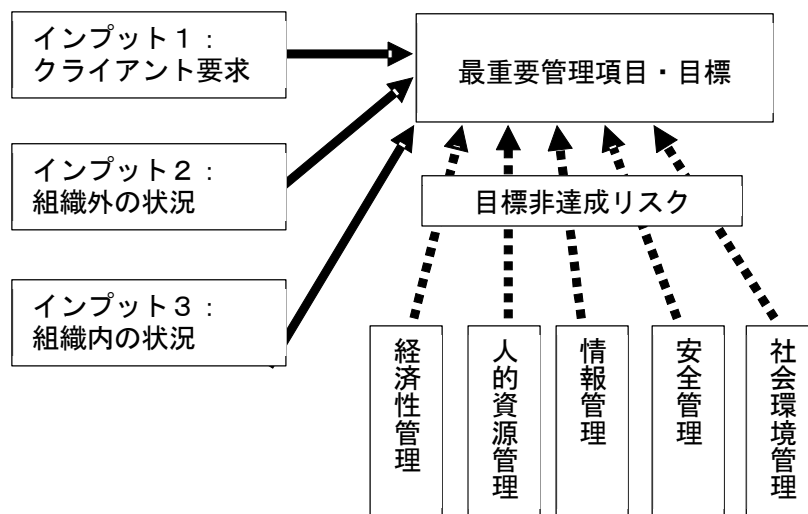 インプット１：
クライアント要求
最重要管理項目・目標
インプット２：
組織外の状況
目標非達成リスク
インプット３：
組織内の状況
経済性管理
人的資源管理
情報管理
安全管理
社会環境管理